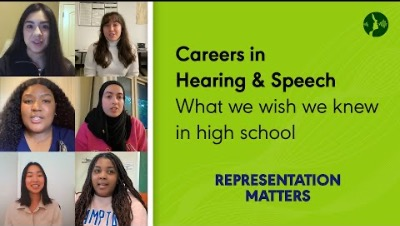 Careers in
Hearing & Speech
What we wish we knew
in high school
REPRESENTATION
MATTERS